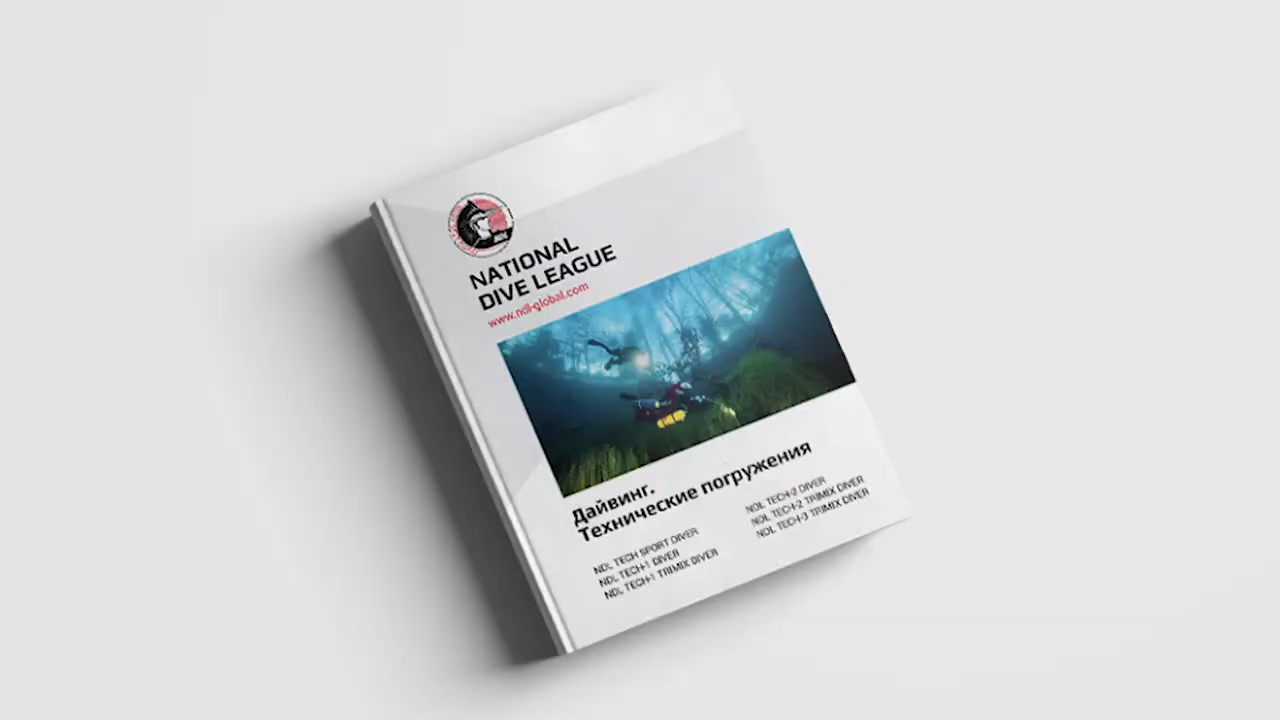 NATIONAL
DIVE LEAGUE
www.ndl-global.com
Дайвинг.
Технические погружения
NDL TECH SPORT DIVER
NDL TECH-1 DIVER
NDL TECH-1 TRIMIX DIVER
NDL TECH-2 DIVER
NDL TECH-2 TRIMIX DIVER
NDL TECH-3 TRIMIX DIVER